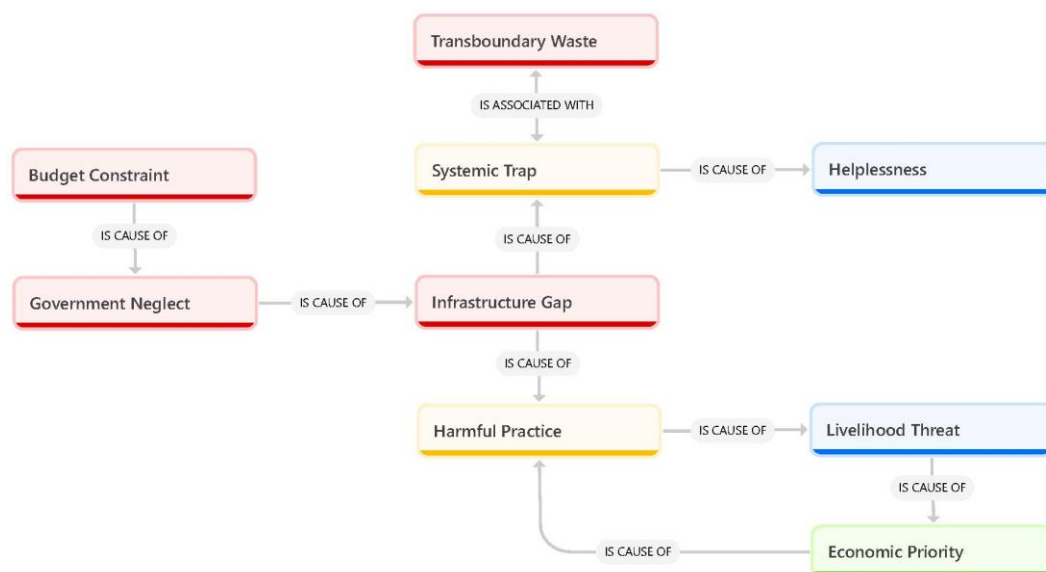 Transboundary Waste
IS ASSOCIATED WITH
Budget Constraint
Systemic Trap
IS CAUSE OF
Helplessness
IS CAUSE OF
IS CAUSE OF
Government Neglect
IS CAUSE OF
Infrastructure Gap
IS CAUSE OF
Harmful Practice
IS CAUSE OF
Livelihood Threat
IS CAUSE OF
IS CAUSE OF
Economic Priority